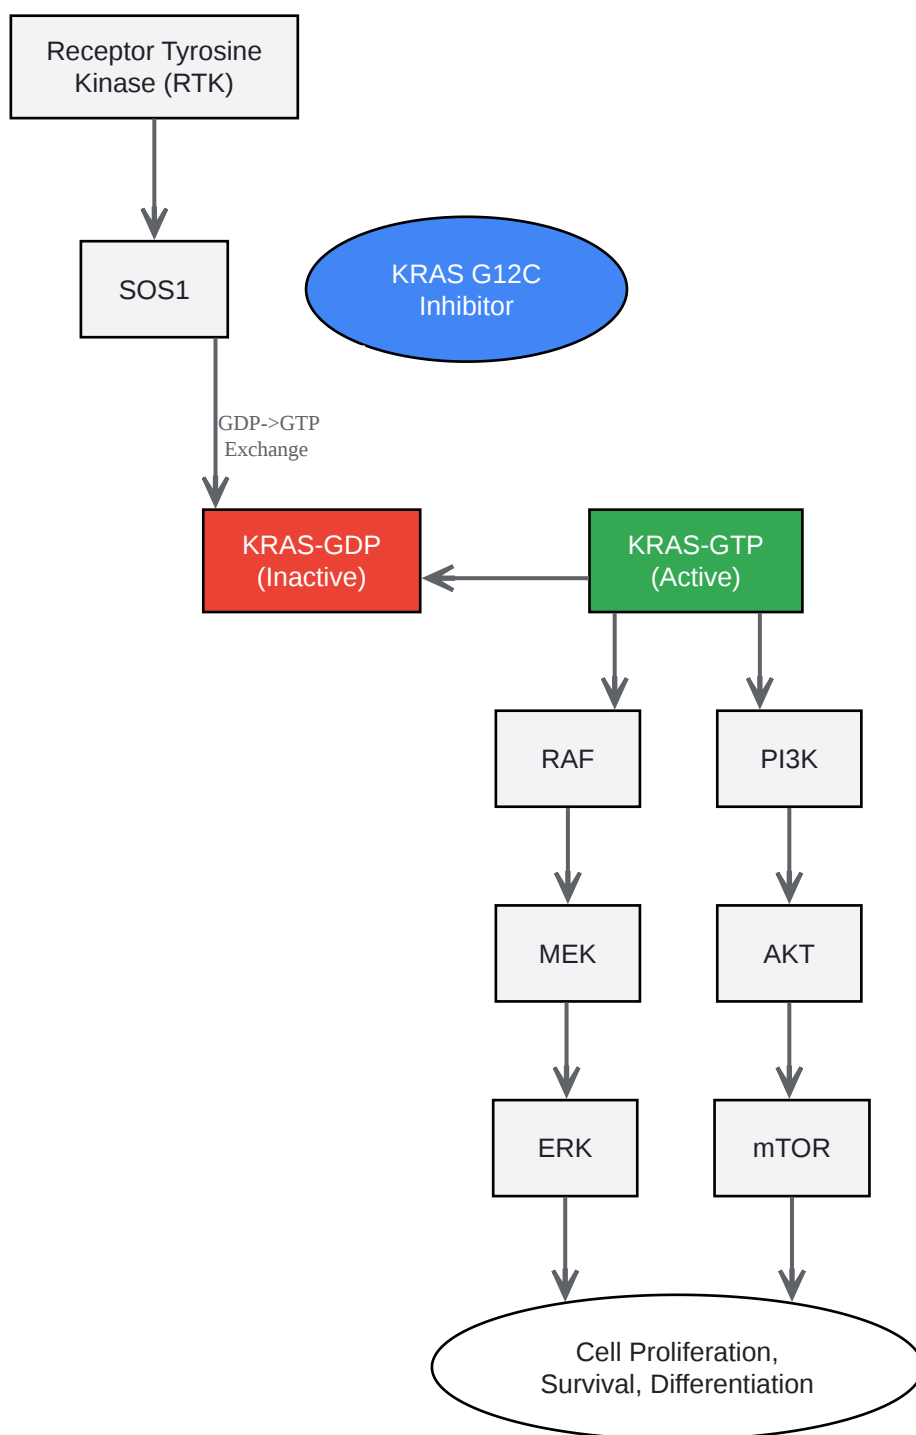 Receptor Tyrosine
Kinase (RTK)
SOS1
KRAS G12C
Inhibitor
GDP->GTP
Exchange
KRAS-GDP
(Inactive)
KRAS-GTP
(Active)
RAF
PI3K
MEK
AKT
ERK
mTOR
Cell Proliferation,
Survival, Differentiation